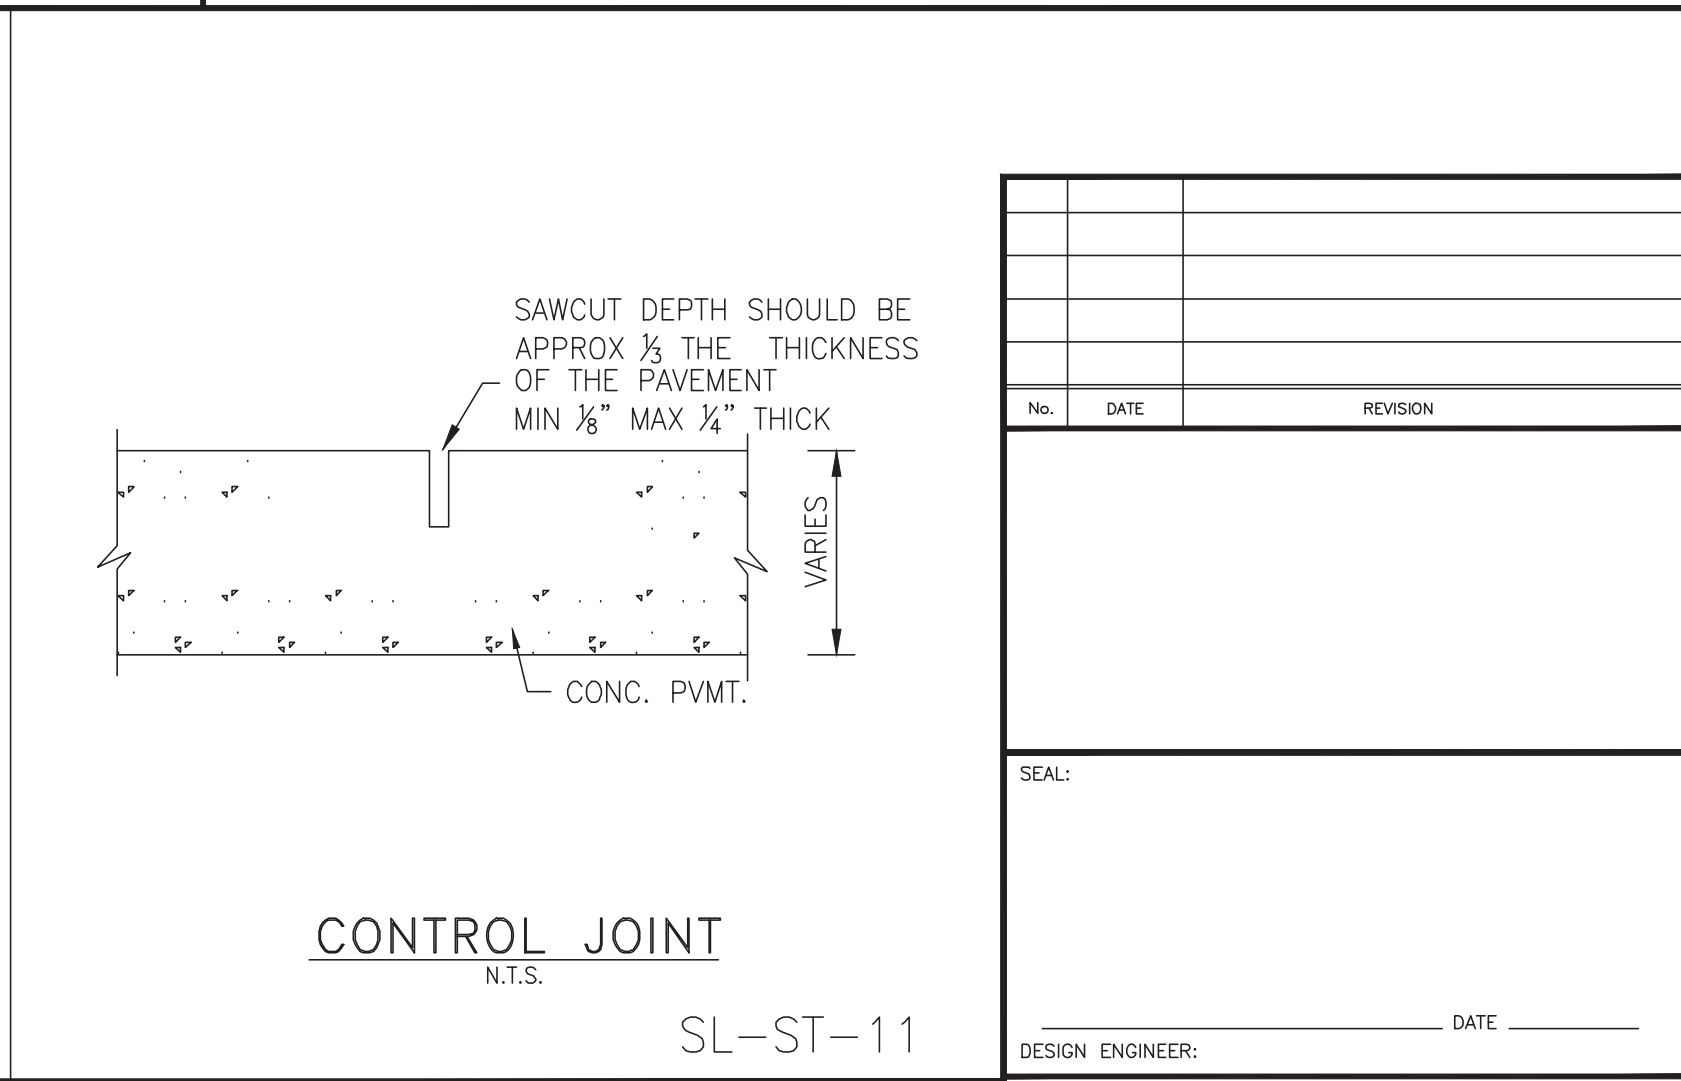 SAWCUT DEPTH SHOULD BE
APPROX 1/3 THE THICKNESS
OF THE PAVEMENT
MIN 1/8" MAX 1/4" THICK
VARIES
CONC. PVMT.
CONTROL JOINT
N.T.S.
SL-ST-11
No. DATE REVISION
SEAL:
DATE
DESIGN ENGINEER: